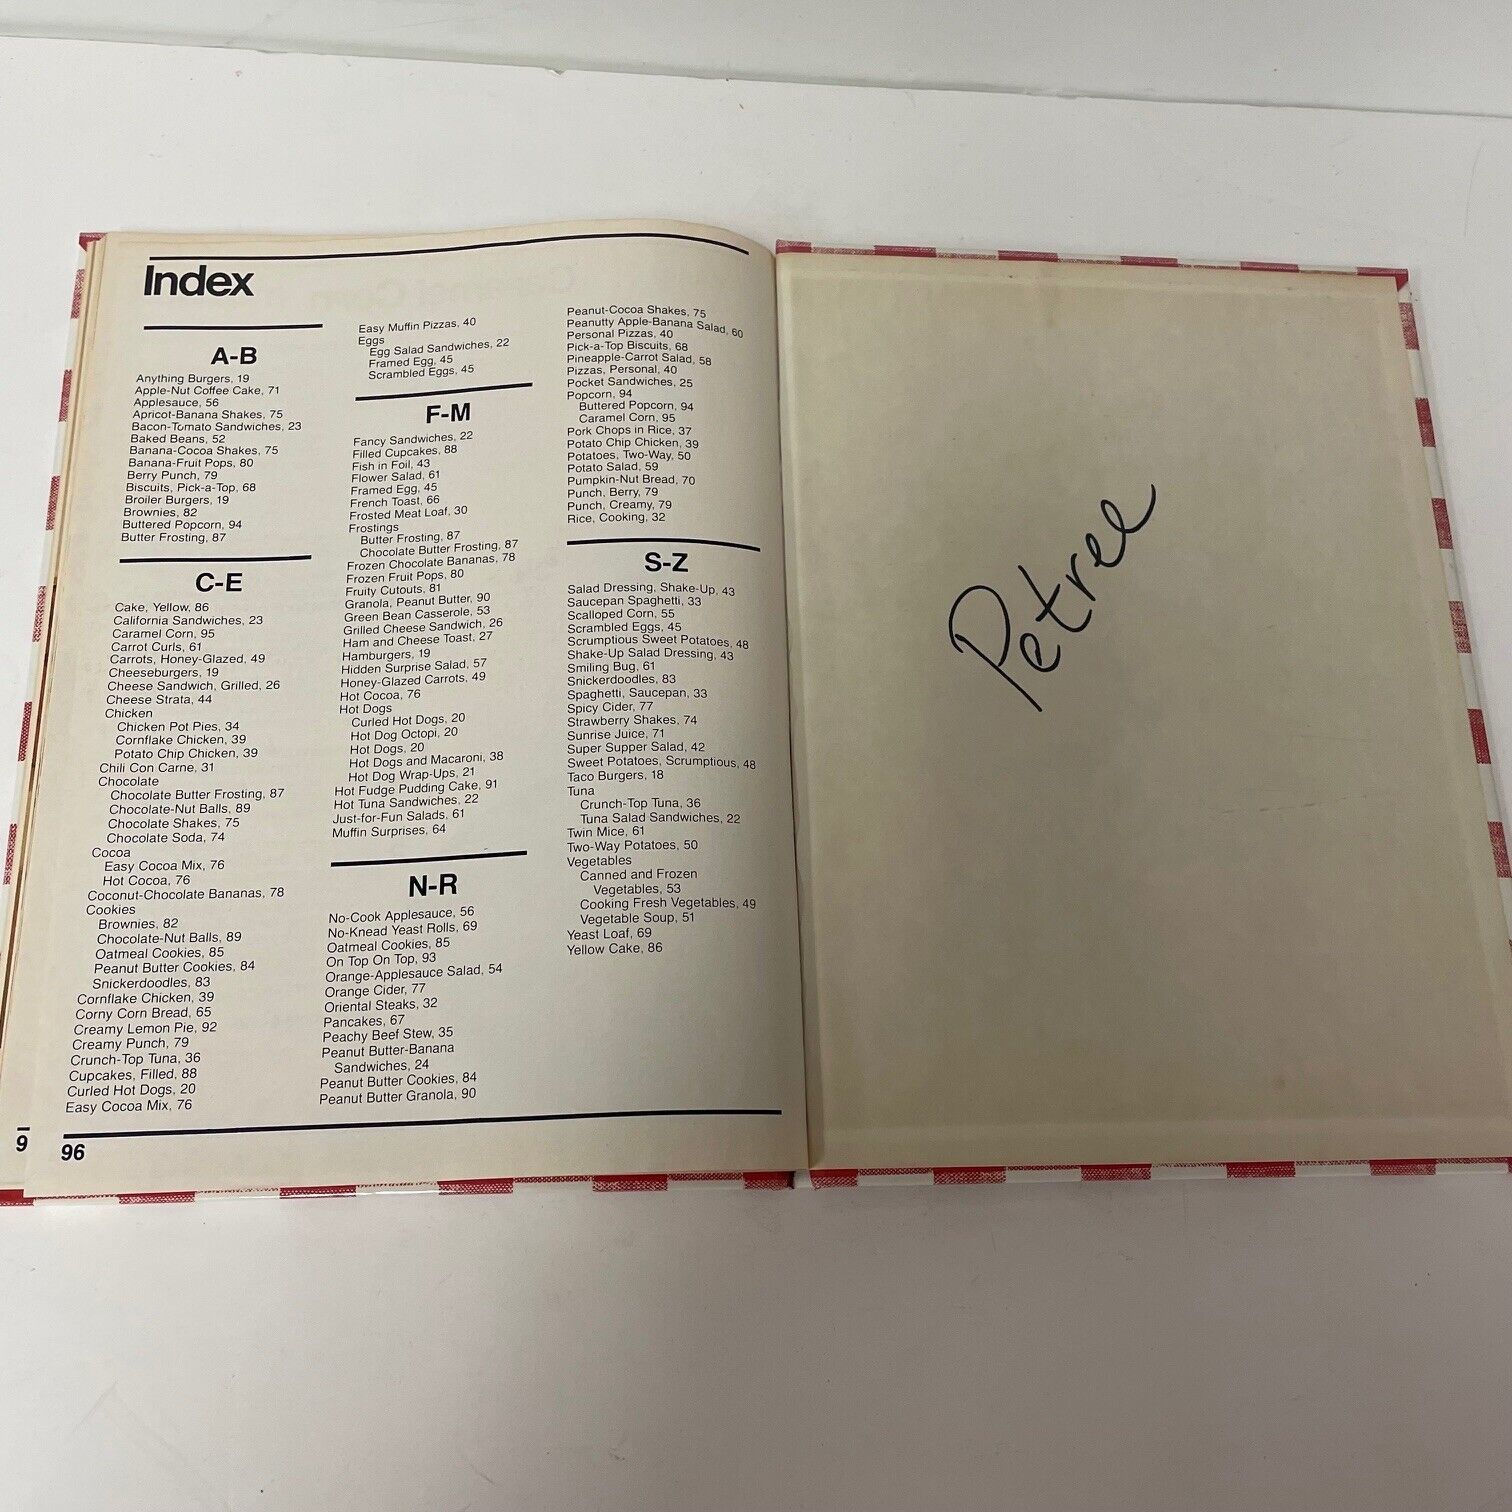 Index
A-B
Anything Burgers, 19
Apple-Nut Coffee Cake, 71
Applesauce, 56
Apricot-Banana Shakes, 75
Bacon-Tomato Sandwiches, 23
Baked Beans, 52
Banana-Cocoa Shakes, 75
Banana-Fruit Pops, 80
Berry Punch, 79
Biscuits, Pick-a-Top, 68
Broiler Burgers, 19
Brownies, 82
Buttered Popcorn, 94
Butter Frosting, 87
C-E
Cake, Yellow, 86
California Sandwiches, 23
Caramel Corn, 95
Carrot Curls, 61
Carrots, Honey-Glazed, 49
Cheeseburgers, 19
Cheese Sandwich, Grilled, 26
Cheese Strata, 44
Chicken
Chicken Pot Pies, 34
Cornflake Chicken, 39
Potato Chip Chicken, 39
Chili Con Carne, 31
Chocolate
Chocolate Butter Frosting, 87
Chocolate-Nut Balls, 89
Chocolate Shakes, 75
Chocolate Soda, 74
Cocoa
Easy Cocoa Mix, 76
Hot Cocoa, 76
Coconut-Chocolate Bananas, 78
Cookies
Brownies, 82
Chocolate-Nut Balls, 89
Oatmeal Cookies, 85
Peanut Butter Cookies, 84
Snickerdoodles, 83
Cornflake Chicken, 39
Corny Corn Bread, 65
Creamy Lemon Pie, 92
Creamy Punch, 79
Crunch-Top Tuna, 36
Cupcakes, Filled, 88
Curled Hot Dogs, 20
Easy Cocoa Mix, 76
Easy Muffin Pizzas, 40
Eggs
Egg Salad Sandwiches, 22
Framed Egg, 45
Scrambled Eggs, 45
F-M
Fancy Sandwiches, 22
Filled Cupcakes, 88
Fish in Foil, 43
Flower Salad, 61
Framed Egg, 45
French Toast, 66
Frosted Meat Loaf, 30
Frostings
Butter Frosting, 87
Chocolate Butter Frosting, 87
Frozen Chocolate Bananas, 78
Frozen Fruit Pops, 80
Fruity Cutouts, 81
Granola, Peanut Butter, 90
Green Bean Casserole, 53
Grilled Cheese Sandwich, 26
Ham and Cheese Toast, 27
Hamburgers, 19
Hidden Surprise Salad, 57
Honey-Glazed Carrots, 49
Hot Cocoa, 76
Hot Dogs
Curled Hot Dogs, 20
Hot Dog Octopi, 20
Hot Dogs, 20
Hot Dogs and Macaroni, 38
Hot Dog Wrap-Ups, 21
Hot Fudge Pudding Cake, 91
Hot Tuna Sandwiches, 22
Just-for-Fun Salads, 61
Muffin Surprises, 64
N-R
No-Cook Applesauce, 56
No-Knead Yeast Rolls, 69
Oatmeal Cookies, 85
On Top On Top, 93
Orange-Applesauce Salad, 54
Orange Cider, 77
Oriental Steaks, 32
Pancakes, 67
Peachy Beef Stew, 35
Peanut Butter-Banana
Sandwiches, 24
Peanut Butter Cookies, 84
Peanut Butter Granola, 90
Peanut-Cocoa Shakes, 75
Peanutty Apple-Banana Salad, 60
Personal Pizzas, 40
Pick-a-Top Biscuits, 68
Pineapple-Carrot Salad, 58
Pizzas, Personal, 40
Pocket Sandwiches, 25
Popcorn, 94
Buttered Popcorn, 94
Caramel Corn, 95
Pork Chops in Rice, 37
Potato Chip Chicken, 39
Potatoes, Two-Way, 50
Potato Salad, 59
Pumpkin-Nut Bread, 70
Punch, Berry, 79
Punch, Creamy, 79
Rice, Cooking, 32
S-Z
Salad Dressing, Shake-Up, 43
Saucepan Spaghetti, 33
Scalloped Corn, 55
Scrambled Eggs, 45
Scrumptious Sweet Potatoes, 48
Shake-Up Salad Dressing, 43
Smiling Bug, 61
Snickerdoodles, 83
Spaghetti, Saucepan, 33
Spicy Cider, 77
Strawberry Shakes, 74
Sunrise Juice, 71
Super Supper Salad, 42
Sweet Potatoes, Scrumptious, 48
Taco Burgers, 18
Tuna
Crunch-Top Tuna, 36
Tuna Salad Sandwiches, 22
Twin Mice, 61
Two-Way Potatoes, 50
Vegetables
Canned and Frozen
Vegetables, 53
Cooking Fresh Vegetables, 49
Vegetable Soup, 51
Yeast Loaf, 69
Yellow Cake, 86
9
96
Petree